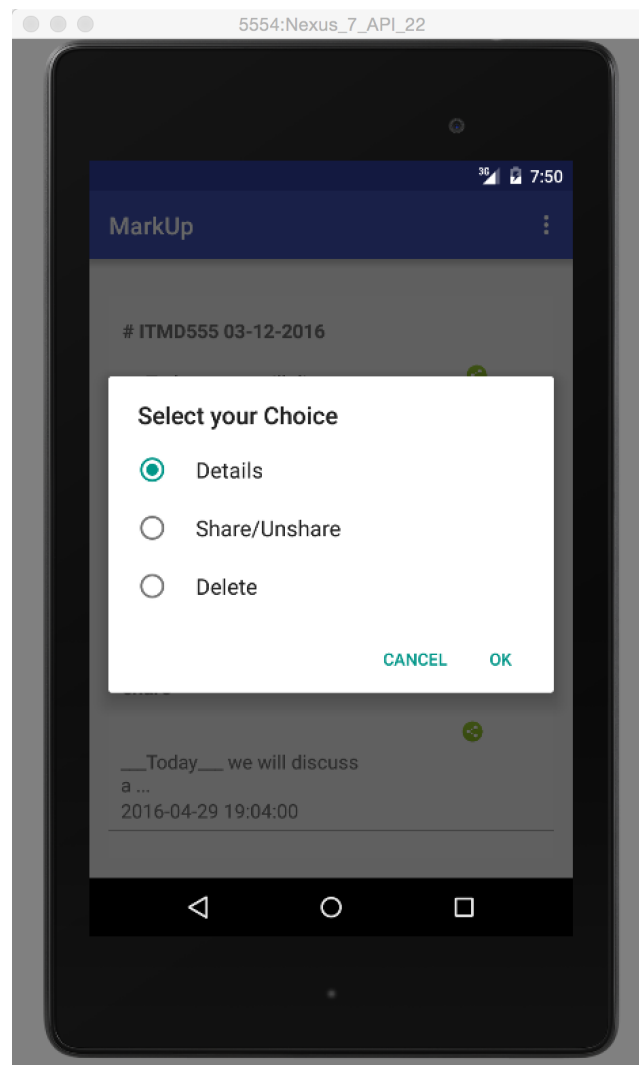 5554:Nexus_7_API_22
3G 7:50
MarkUp
# ITMD555 03-12-2016
Select your Choice
Details
Share/Unshare
Delete
CANCEL OK
___Today___ we will discuss
a ...
2016-04-29 19:04:00